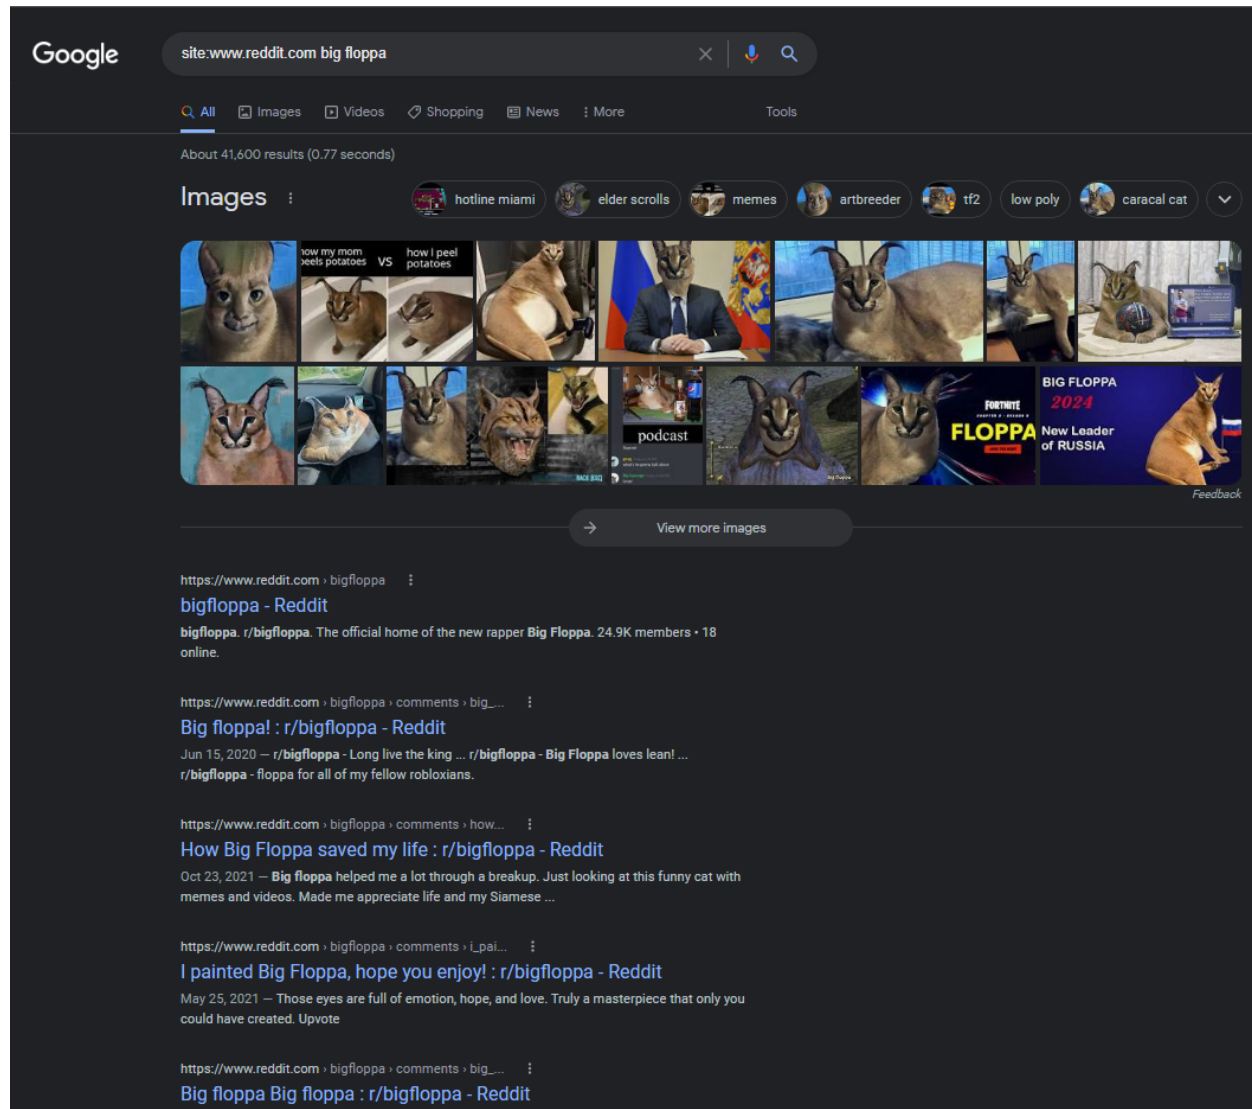 Google
site:www.reddit.com big floppa
All Images Videos Shopping News More Tools
About 41,600 results (0.77 seconds)
Images
hotline miami elder scrolls memes artbreeder tf2 low poly caracal cat
how my mom peels potatoes VS how I peel potatoes
podcast
big floppa
FORTNITE
FLOPPA
BIG FLOPPA
2024
New Leader
of RUSSIA
Feedback
View more images
https://www.reddit.com › bigfloppa
bigfloppa - Reddit
bigfloppa. r/bigfloppa. The official home of the new rapper Big Floppa. 24.9K members • 18
online.
https://www.reddit.com › bigfloppa › comments › big_...
Big floppa! : r/bigfloppa - Reddit
Jun 15, 2020 — r/bigfloppa - Long live the king ... r/bigfloppa - Big Floppa loves lean! ...
r/bigfloppa - floppa for all of my fellow robloxians.
https://www.reddit.com › bigfloppa › comments › how...
How Big Floppa saved my life : r/bigfloppa - Reddit
Oct 23, 2021 — Big floppa helped me a lot through a breakup. Just looking at this funny cat with
memes and videos. Made me appreciate life and my Siamese ...
https://www.reddit.com › bigfloppa › comments › i_pai...
I painted Big Floppa, hope you enjoy! : r/bigfloppa - Reddit
May 25, 2021 — Those eyes are full of emotion, hope, and love. Truly a masterpiece that only you
could have created. Upvote
https://www.reddit.com › bigfloppa › comments › big_...
Big floppa Big floppa : r/bigfloppa - Reddit